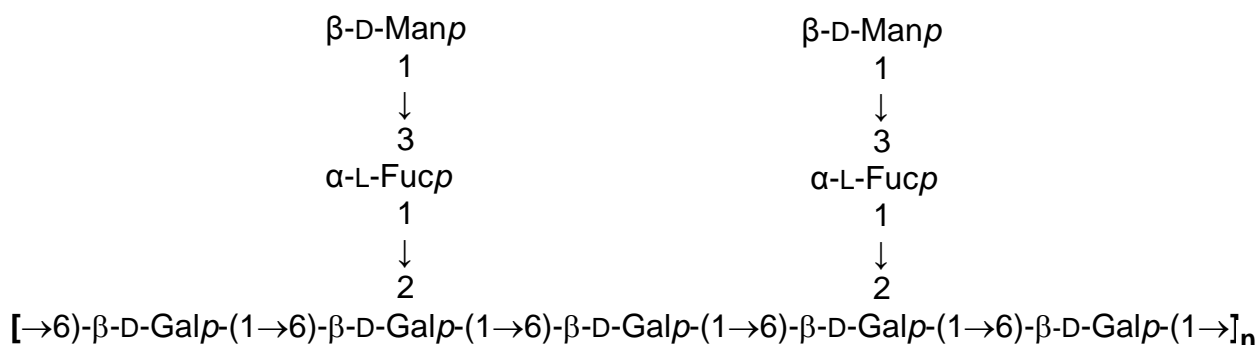 β-D-Manp β-D-Manp
1 1
↓ ↓
3 3
α-L-Fucp α-L-Fucp
1 1
↓ ↓
2 2
[→6)-β-D-Galp-(1→6)-β-D-Galp-(1→6)-β-D-Galp-(1→6)-β-D-Galp-(1→6)-β-D-Galp-(1→]n